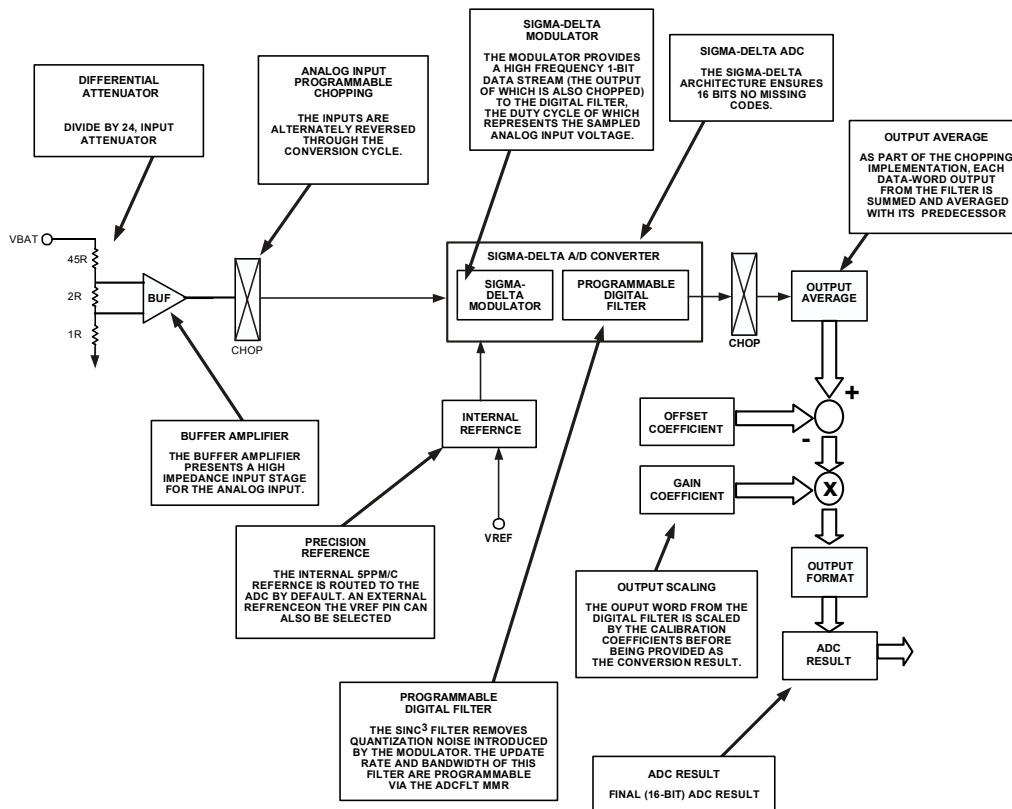 SIGMA-DELTA
MODULATOR
THE MODULATOR PROVIDES
A HIGH FREQUENCY 1-BIT
DATA STREAM (THE OUTPUT
OF WHICH IS ALSO CHOPPED)
TO THE DIGITAL FILTER,
THE DUTY CYCLE OF WHICH
REPRESENTS THE SAMPLED
ANALOG INPUT VOLTAGE.
SIGMA-DELTA ADC
THE SIGMA-DELTA
ARCHITECTURE ENSURES
16 BITS NO MISSING
CODES.
DIFFERENTIAL
ATTENUATOR
DIVIDE BY 24, INPUT
ATTENUATOR
ANALOG INPUT
PROGRAMMABLE
CHOPPING
THE INPUTS ARE
ALTERNATELY REVERSED
THROUGH THE
CONVERSION CYCLE.
OUTPUT AVERAGE
AS PART OF THE CHOPPING
IMPLEMENTATION, EACH
DATA-WORD OUTPUT
FROM THE FILTER IS
SUMMED AND AVERAGED
WITH ITS PREDECESSOR
VBAT
45R
2R
1R
BUF
CHOP
SIGMA-DELTA A/D CONVERTER
SIGMA-
DELTA
MODULATOR
PROGRAMMABLE
DIGITAL
FILTER
CHOP
OUTPUT
AVERAGE
+
OFFSET
COEFFICIENT
-
GAIN
COEFFICIENT
X
INTERNAL
REFERNCE
VREF
BUFFER AMPLIFIER
THE BUFFER AMPLIFIER
PRESENTS A HIGH
IMPEDANCE INPUT STAGE
FOR THE ANALOG INPUT.
PRECISION
REFERENCE
THE INTERNAL 5PPM/C
REFERNCE IS ROUTED TO THE
ADC BY DEFAULT. AN EXTERNAL
REFRENCEON THE VREF PIN CAN
ALSO BE SELECTED
OUTPUT
FORMAT
OUTPUT SCALING
THE OUPUT WORD FROM THE
DIGITAL FILTER IS SCALED
BY THE CALIBRATION
COEFFICIENTS BEFORE
BEING PROVIDED AS
THE CONVERSION RESULT.
ADC
RESULT
PROGRAMMABLE
DIGITAL FILTER
THE SINC3 FILTER REMOVES
QUANTIZATION NOISE INTRODUCED
BY THE MODULATOR. THE UPDATE
RATE AND BANDWIDTH OF THIS
FILTER ARE PROGRAMMABLE
VIA THE ADCFLT MMR
ADC RESULT
FINAL (16-BIT) ADC RESULT